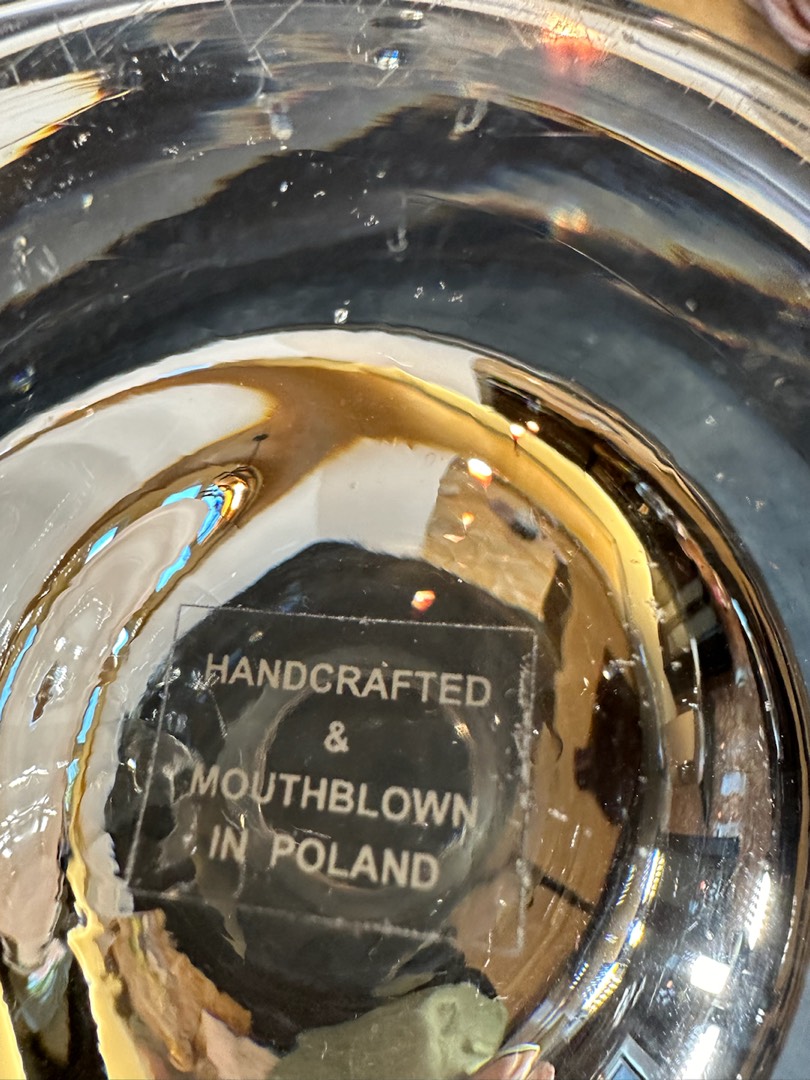 HANDCRAFTED
&
MOUTHBLOWN
IN POLAND